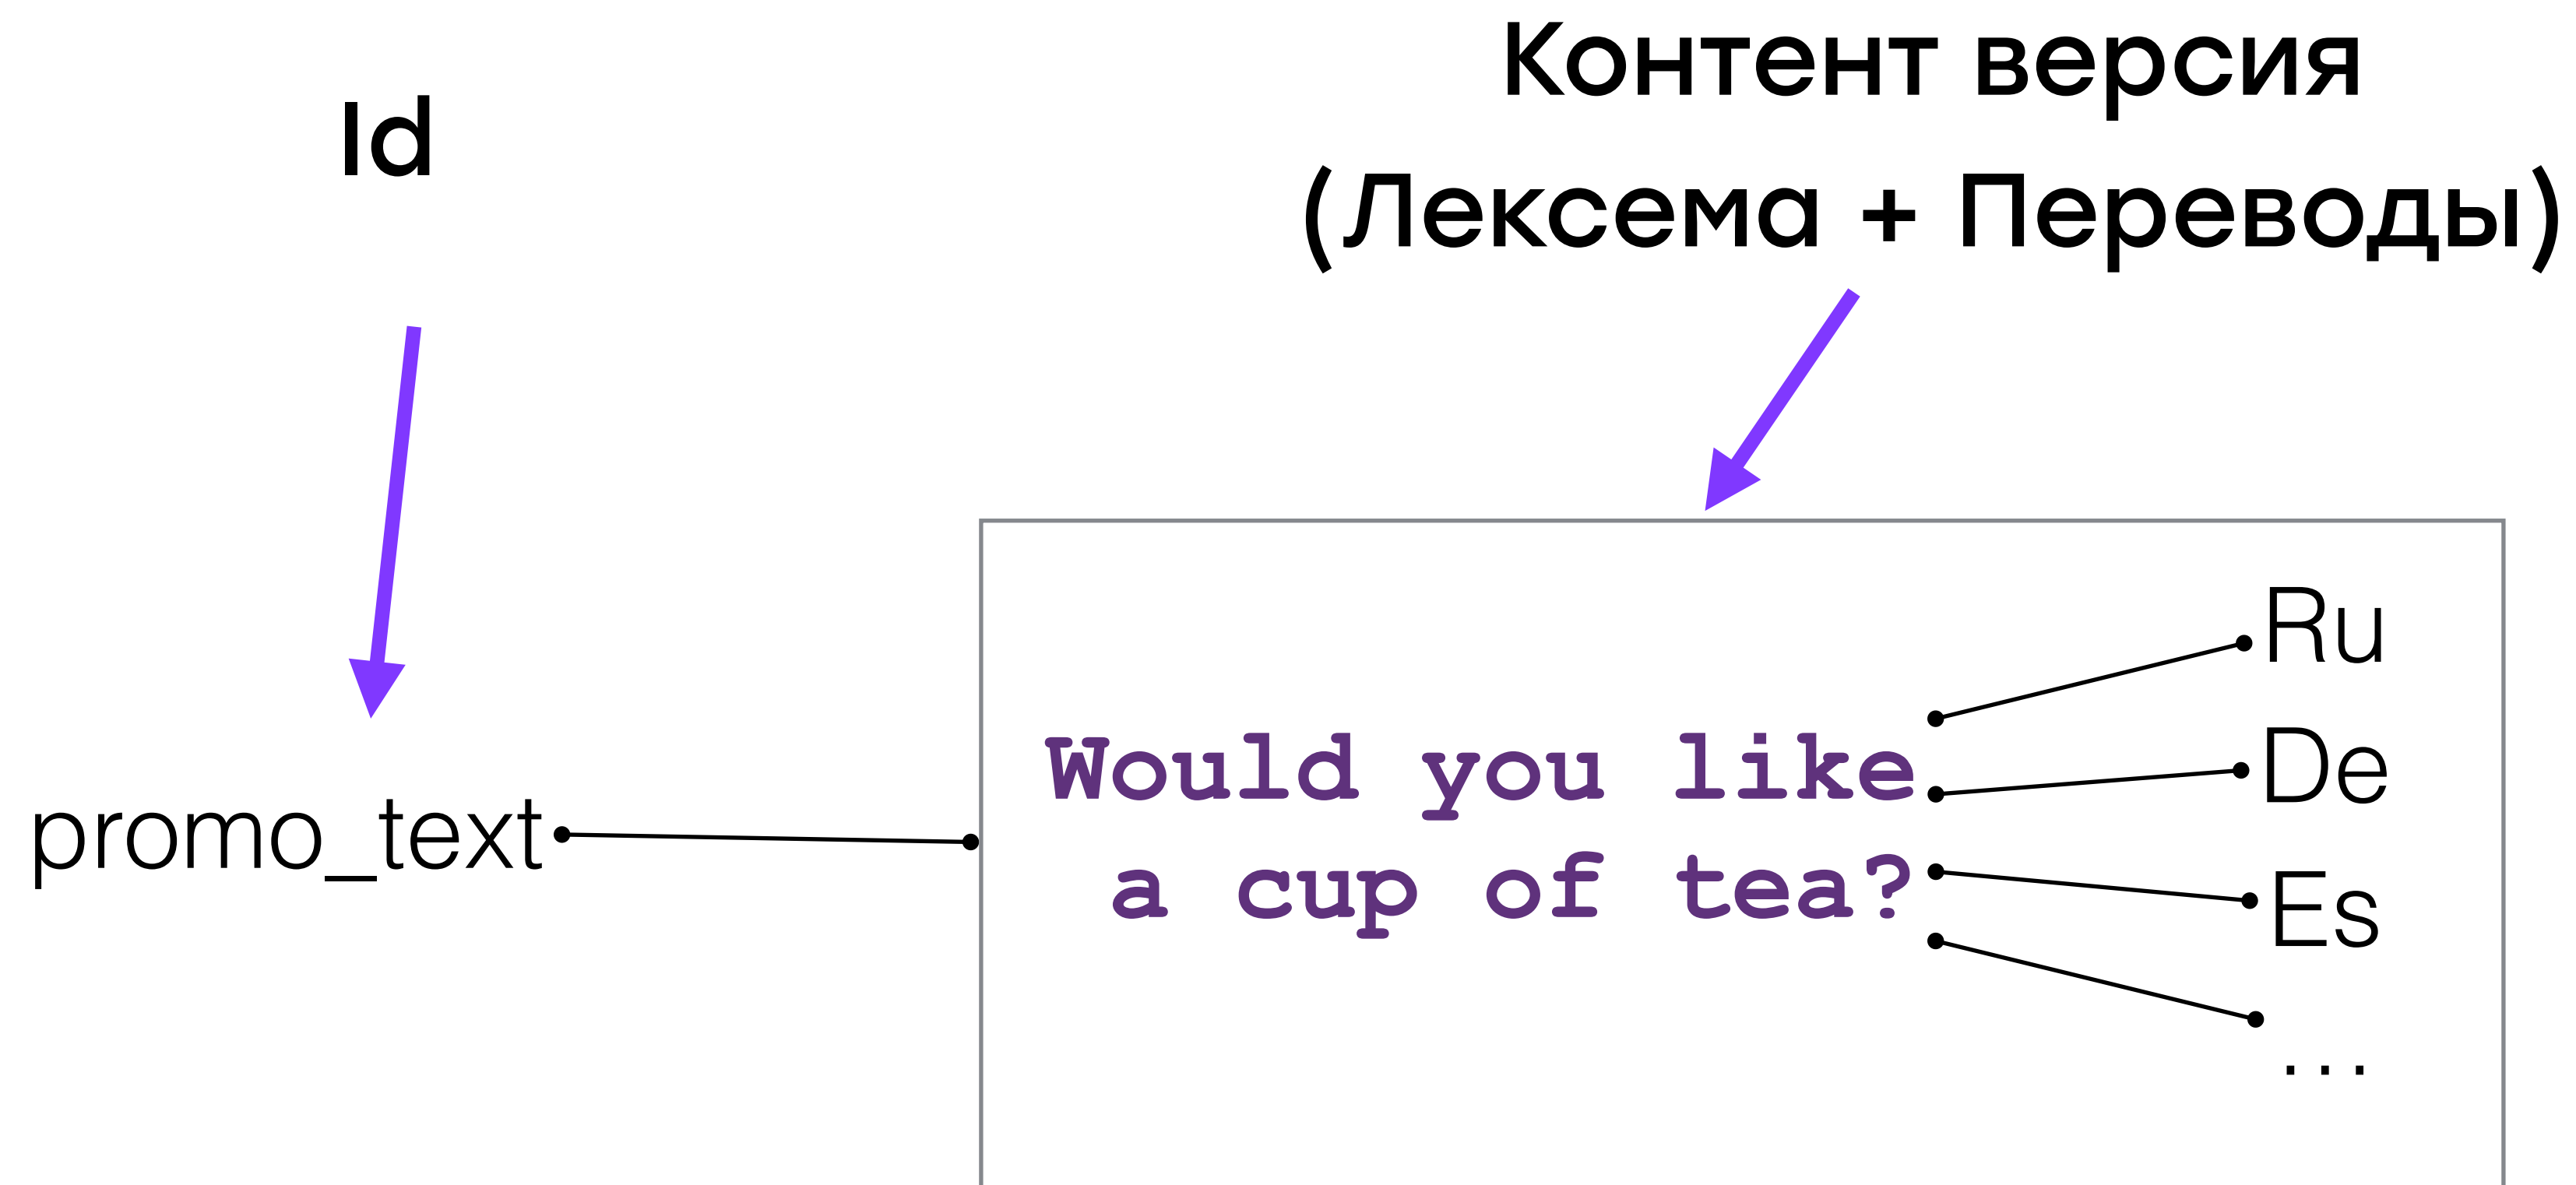 Id
Контент версия
(Лексема + Переводы)
promo_text
Would you like
a cup of tea?
Ru
De
Es
...